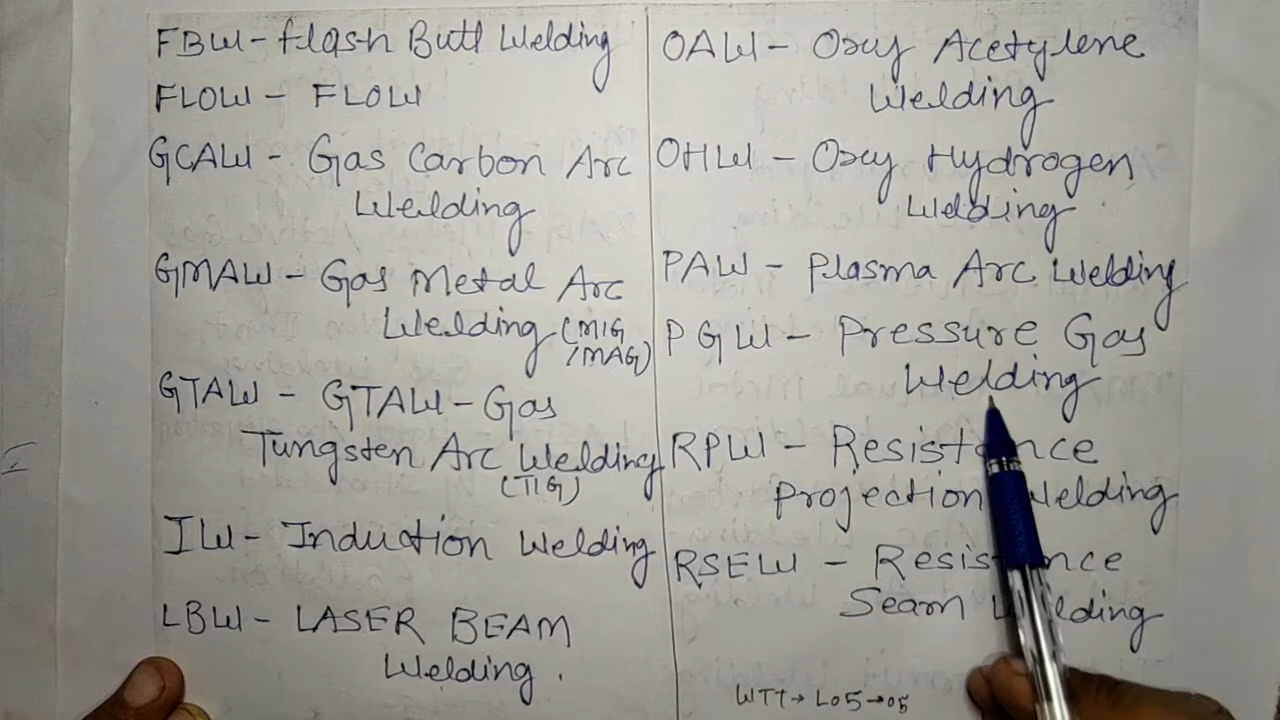 FBW - flash Butt Welding
FLOW - FLOW
GCAW - Gas Carbon Arc
Welding
GMAW - Gas Metal Arc
Welding (MIG
/MAG)
GTAW - GTAW - Gas
Tungsten Arc Welding
(TIG)
IW - Induction Welding
LBW - LASER BEAM
Welding .
OAW - Oxy Acetylene
Welding
OHW - Oxy Hydrogen
Welding
PAW - Plasma Arc Welding
PGW - Pressure Gas
Welding
RPW - Resistance
Projection Welding
RSEW - Resistance
Seam Welding
WTT→L05→05